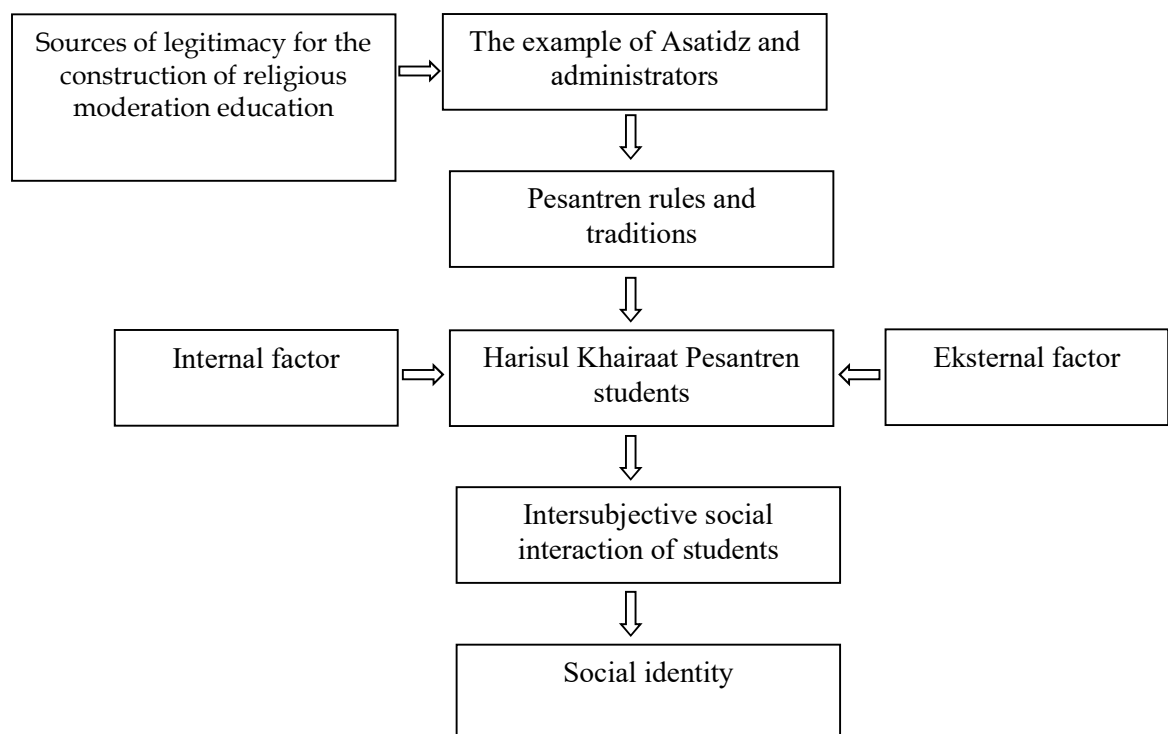 Sources of legitimacy for the
construction of religious
moderation education
The example of Asatidz and
administrators
Pesantren rules and
traditions
Internal factor
Harisul Khairaat Pesantren
students
Eksternal factor
Intersubjective social
interaction of students
Social identity